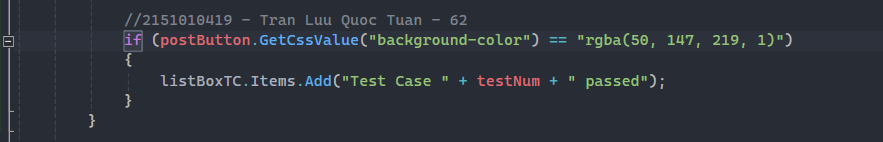 //2151010419 - Tran Luu Quoc Tuan - 62
if (postButton.GetCssValue("background-color") == "rgba(50, 147, 219, 1)")
{
listBoxTC.Items.Add("Test Case " + testNum + " passed");
}
}